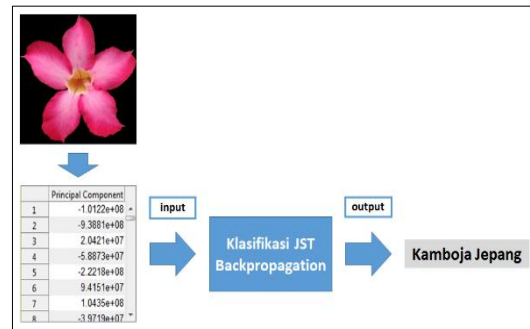 Principal Component
1 -1.0122e+08
2 -9.3881e+08
3 2.0421e+07
4 -5.8873e+07
5 -2.2218e+08
6 9.4151e+07
7 1.0435e+08
8 -3.9719e+07
input
Klasifikasi JST
Backpropagation
output
Kamboja Jepang